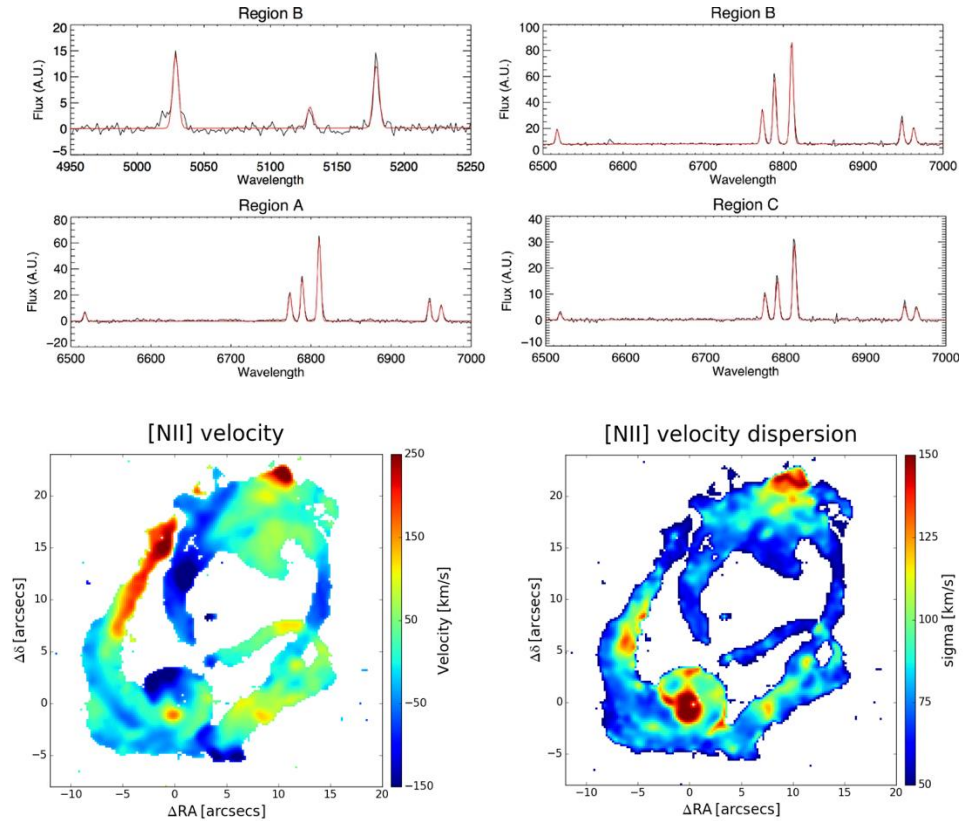 Region B
Flux (A.U.)
20
15
10
5
0
−5
4950 5000 5050 5100 5150 5200 5250
Wavelength
Region B
Flux (A.U.)
100
80
60
40
20
0
6500 6600 6700 6800 6900 7000
Wavelength
Region A
Flux (A.U.)
80
60
40
20
0
−20
6500 6600 6700 6800 6900 7000
Wavelength
Region C
Flux (A.U.)
40
30
20
10
0
−10
6500 6600 6700 6800 6900 7000
Wavelength
[NII] velocity
Δδ [arcsecs]
20
15
10
5
0
−5
−10 −5 0 5 10 15 20
ΔRA [arcsecs]
250
150
50
−50
−150
Velocity [km/s]
[NII] velocity dispersion
Δδ [arcsecs]
20
15
10
5
0
−5
−10 −5 0 5 10 15 20
ΔRA [arcsecs]
150
125
100
75
50
sigma [km/s]